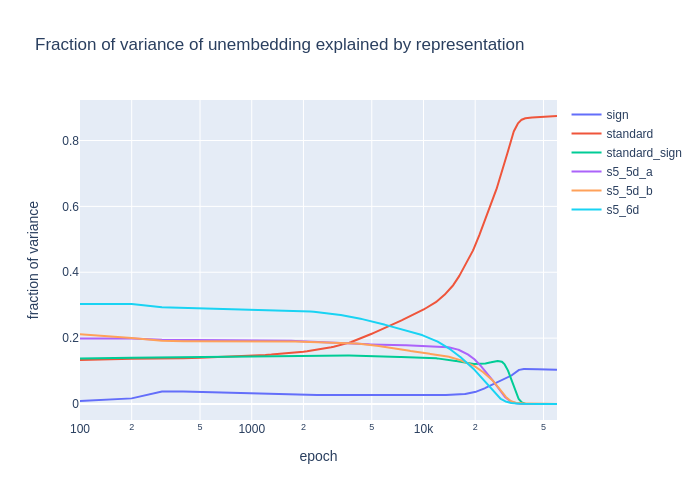 Fraction of variance of unembedding explained by representation
fraction of variance
0.8
0.6
0.4
0.2
0
100 2 5 1000 2 5 10k 2 5
epoch
sign
standard
standard_sign
s5_5d_a
s5_5d_b
s5_6d